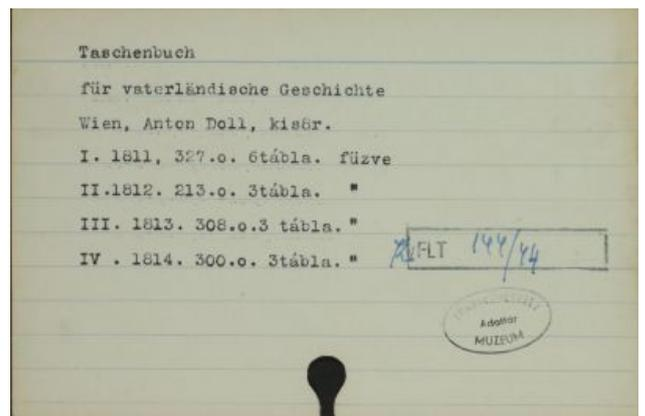 Taschenbuch
für vaterländische Geschichte
Wien, Anton Doll, kis8r.
I. 1811, 327.o. 6tábla. füzve
II.1812. 213.o. 3tábla. "
III. 1813. 308.o.3 tábla. "
IV . 1814. 300.o. 3tábla. "
FLT 144/44
Adattár
MUZEUM